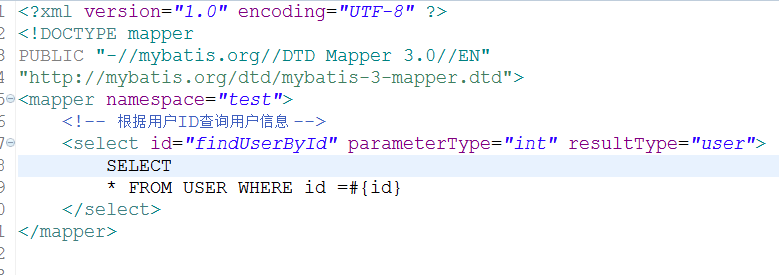 1 <?xml version="1.0" encoding="UTF-8" ?>
2 <!DOCTYPE mapper
3 PUBLIC "-//mybatis.org//DTD Mapper 3.0//EN"
4 "http://mybatis.org/dtd/mybatis-3-mapper.dtd">
5 <mapper namespace="test">
6 <!-- 根据用户ID查询用户信息 -->
7 <select id="findUserById" parameterType="int" resultType="user">
8 SELECT
9 * FROM USER WHERE id =#{id}
0 </select>
1 </mapper>
2
3